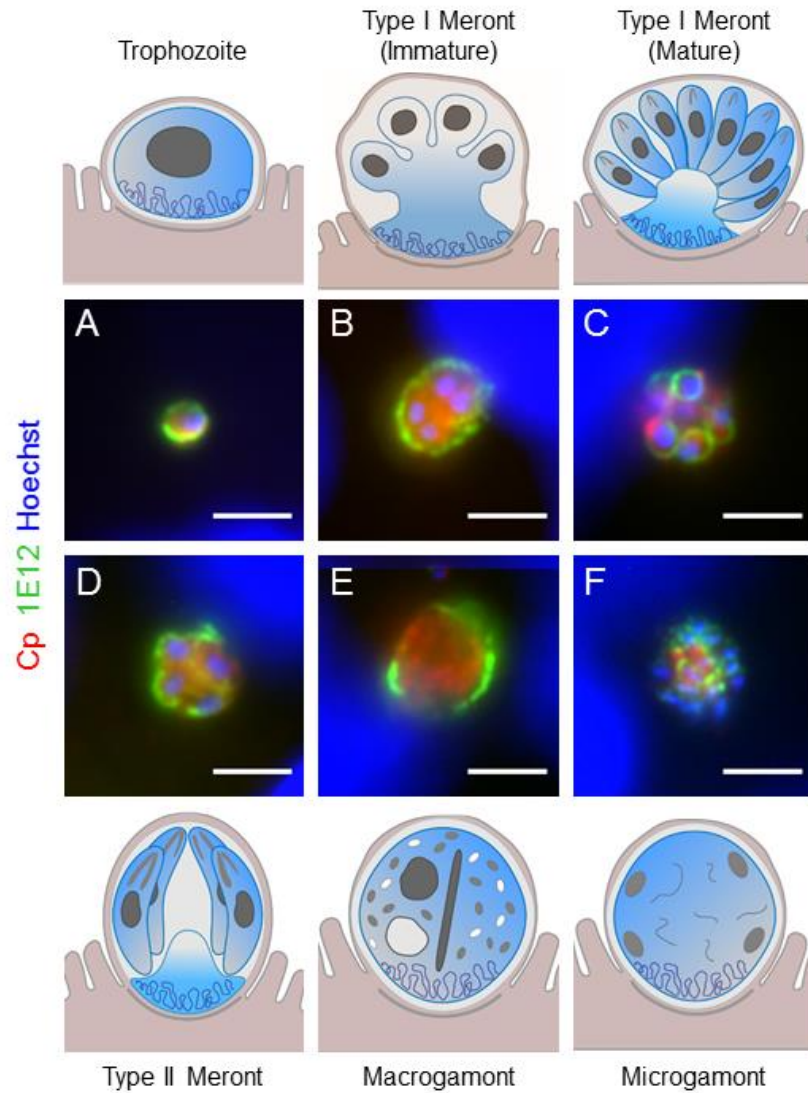 Trophozoite
Type I Meront
(Immature)
Type I Meront
(Mature)
A
B
C
Cp 1E12 Hoechst
D
E
F
Type II Meront
Macrogamont
Microgamont